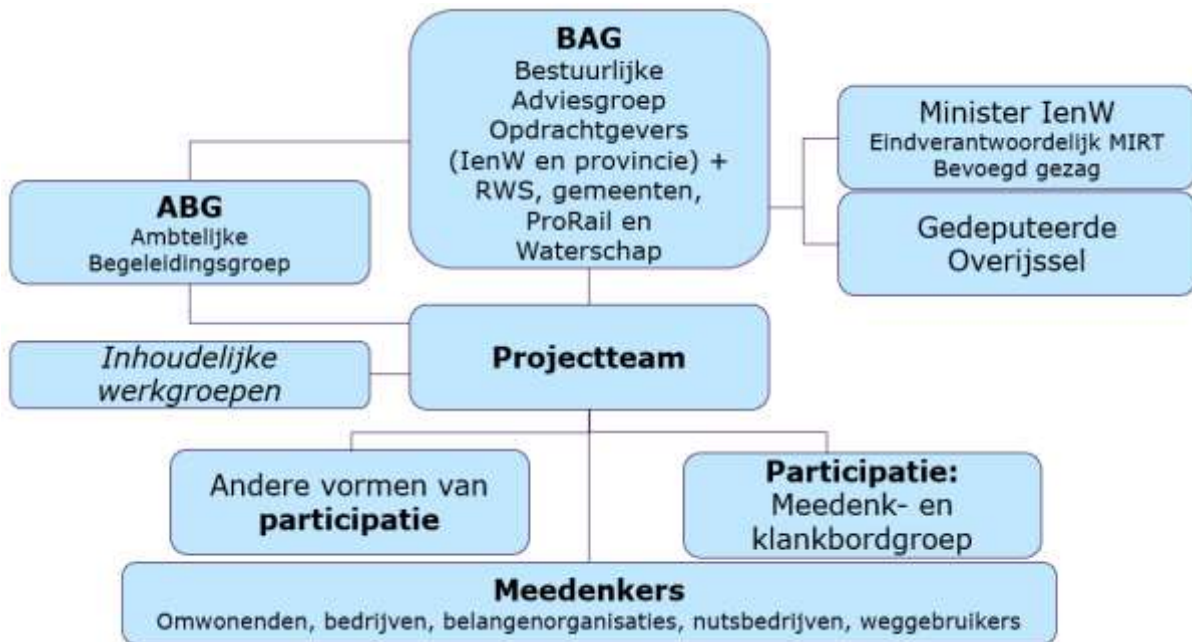 BAG
Bestuurlijke
Adviesgroep
Opdrachtgevers
(IenW en provincie) +
RWS, gemeenten,
ProRail en
Waterschap
Minister IenW
Eindverantwoordelijk MIRT
Bevoegd gezag
Gedeputeerde
Overijssel
ABG
Ambtelijke
Begeleidingsgroep
Projectteam
Inhoudelijke
werkgroepen
Andere vormen van
participatie
Participatie:
Meedenk- en
klankbordgroep
Meedenkers
Omwonenden, bedrijven, belangenorganisaties, nutsbedrijven, weggebruikers